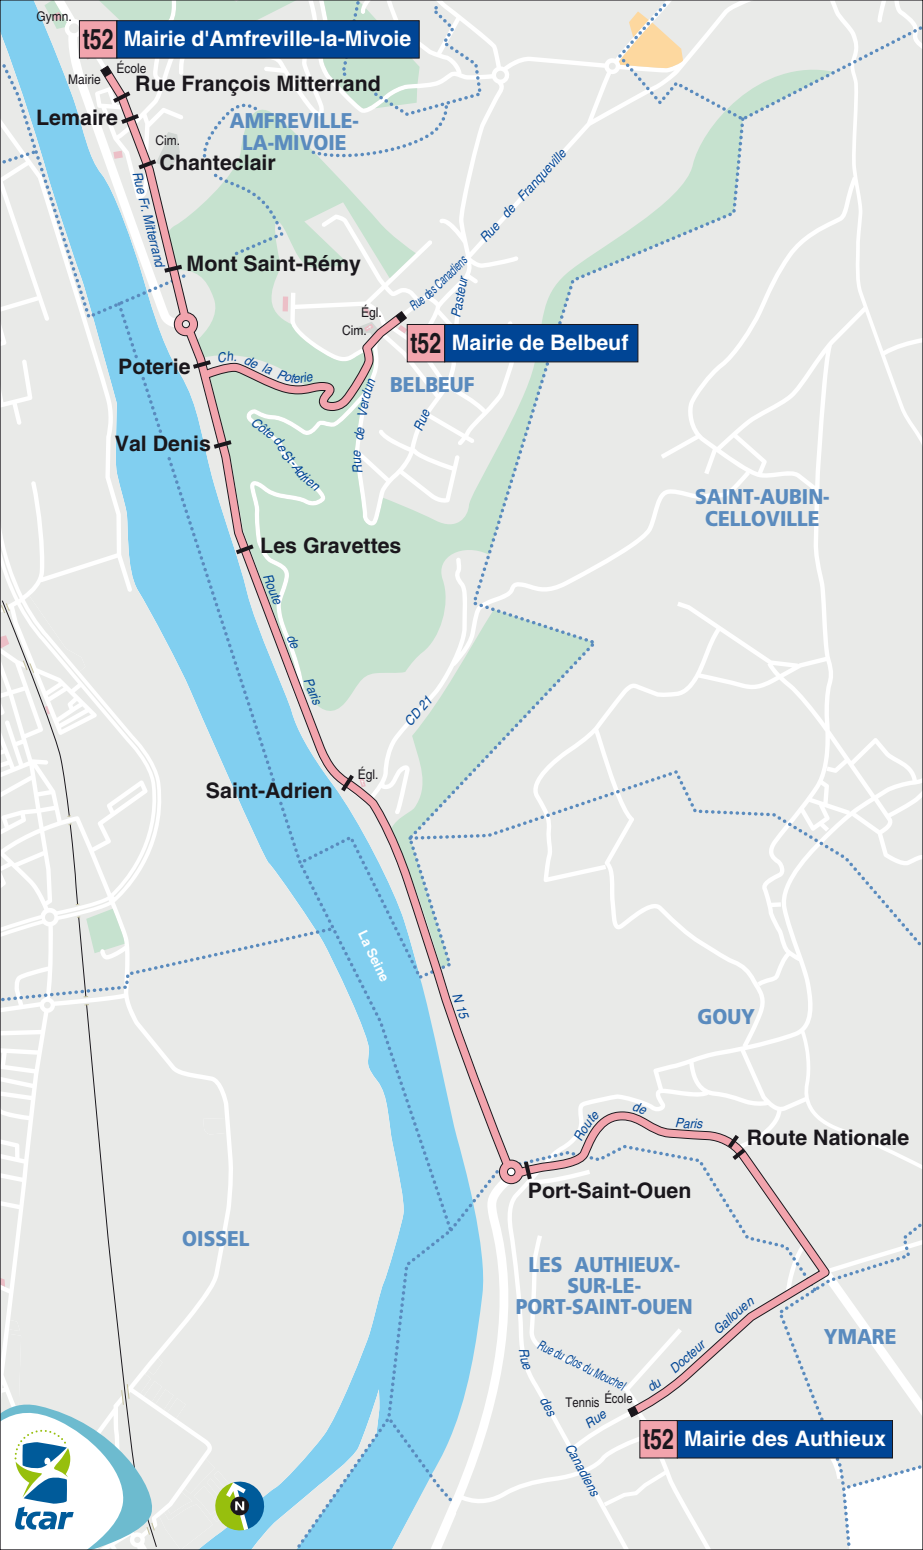 Gymn.
t52 Mairie d'Amfreville-la-Mivoie
École
Mairie
Rue François Mitterrand
Lemaire
AMFREVILLE-
LA-MIVOIE
Cim.
Chanteclair
Rue Fr. Mitterrand
Rue de Franqueville
Mont Saint-Rémy
Rue des Canadiens
Pasteur
Égl.
Cim.
t52 Mairie de Belbeuf
Poterie
Ch. de la Poterie
BELBEUF
Rue de Verdun
Rue
Val Denis
Côte de St-Adrien
SAINT-AUBIN-
CELLOVILLE
Les Gravettes
Route de Paris
CD 21
Égl.
Saint-Adrien
La Seine
N 15
GOUY
Route de Paris
Route Nationale
Port-Saint-Ouen
OISSEL
LES AUTHIEUX-
SUR-LE-
PORT-SAINT-OUEN
YMARE
Rue du Clos du Mouchel
Rue du Docteur Gallouen
Rue des Canadiens
Tennis
École
t52 Mairie des Authieux
N
tcar